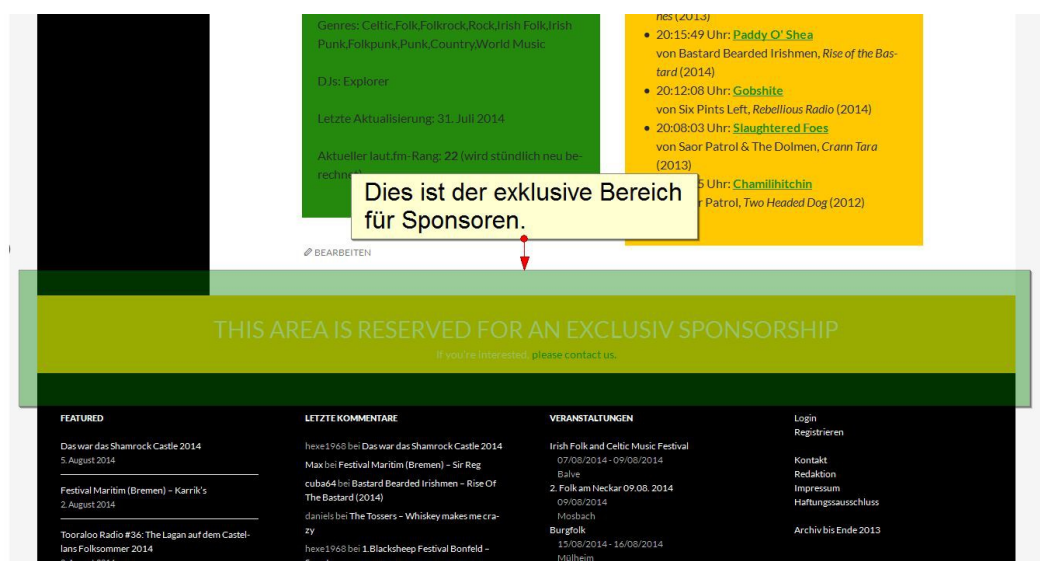 Genres: Celtic,Folk,Folkrock,Rock,Irish Folk,Irish
Punk,Folkpunk,Punk,Country,World Music
DJs: Explorer
Letzte Aktualisierung: 31. Juli 2014
Aktueller laut.fm-Rang: 22 (wird stündlich neu be-
nes (2013)
20:15:49 Uhr: Paddy O' Shea
von Bastard Bearded Irishmen, Rise of the Bas-
tard (2014)
20:12:08 Uhr: Gobshite
von Six Pints Left, Rebellious Radio (2014)
20:08:03 Uhr: Slaughtered Foes
von Saor Patrol & The Dolmen, Crann Tara
(2013)
5 Uhr: Chamilihitchin
r Patrol, Two Headed Dog (2012)
Dies ist der exklusive Bereich
für Sponsoren.
BEARBEITEN
THIS AREA IS RESERVED FOR AN EXCLUSIV SPONSORSHIP
If you're interested, please contact us.
FEATURED
Das war das Shamrock Castle 2014
5. August 2014
Festival Maritim (Bremen) – Karrik's
2. August 2014
Tooraloo Radio #36: The Lagan auf dem Castel-
lans Folksommer 2014
LETZTE KOMMENTARE
hexe1968 bei Das war das Shamrock Castle 2014
Max bei Festival Maritim (Bremen) – Sir Reg
cuba64 bei Bastard Bearded Irishmen – Rise Of
The Bastard (2014)
daniels bei The Tossers – Whiskey makes me cra-
zy
hexe1968 bei 1.Blacksheep Festival Bonfeld –
VERANSTALTUNGEN
Irish Folk and Celtic Music Festival
07/08/2014 - 09/08/2014
Balve
2. Folk am Neckar 09.08. 2014
09/08/2014
Mosbach
Burgfolk
15/08/2014 - 16/08/2014
Mülheim
Login
Registrieren
Kontakt
Redaktion
Impressum
Haftungssausschluss
Archiv bis Ende 2013